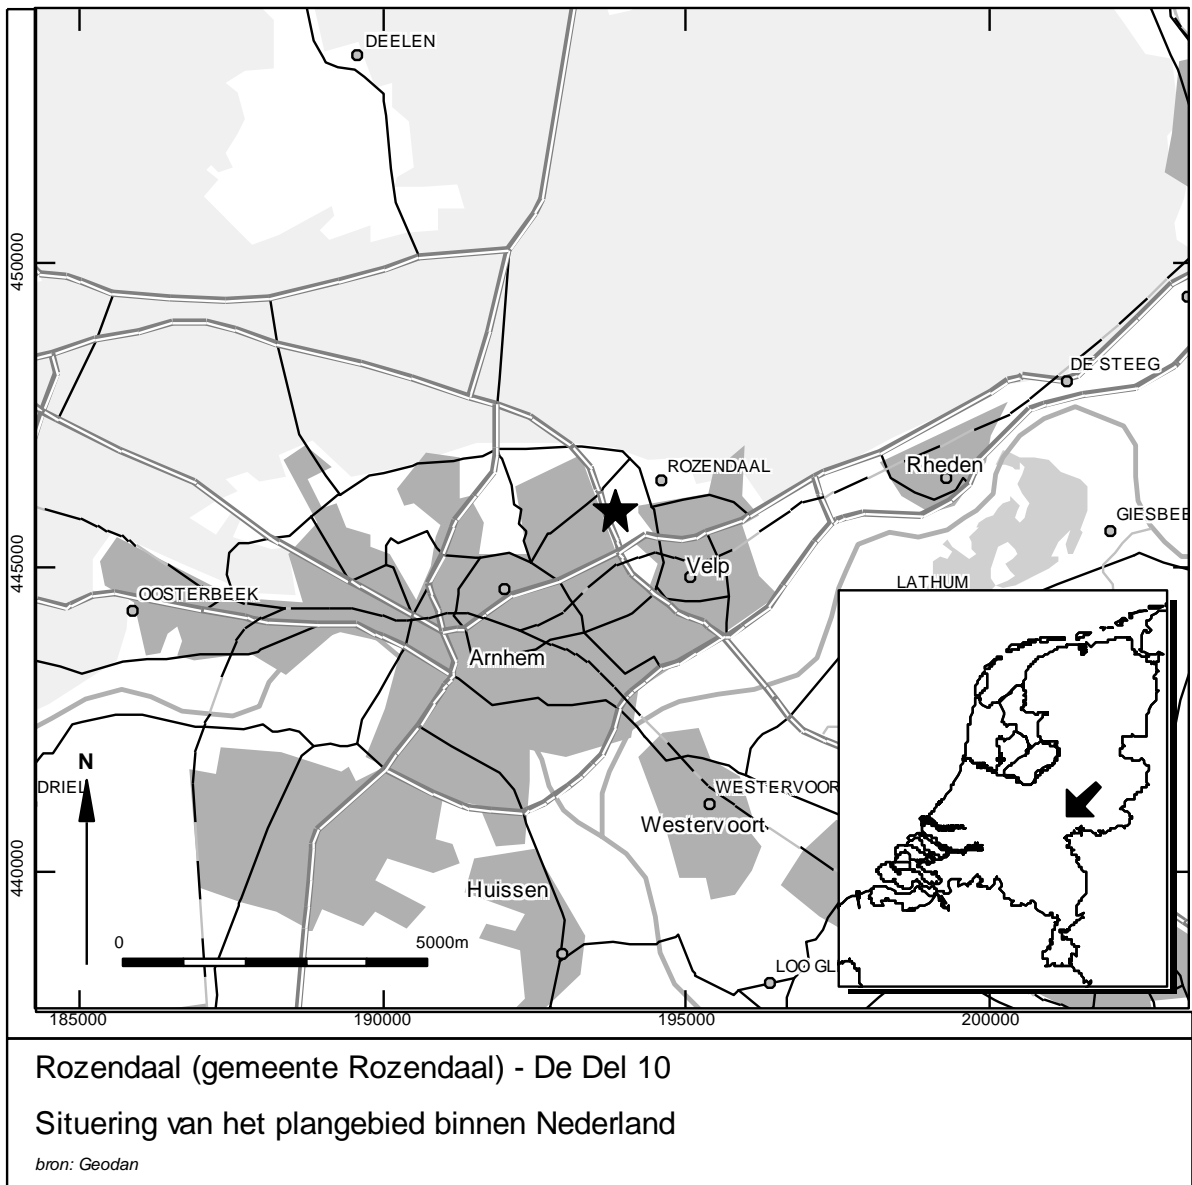 DEELEN
450000
DE STEEG
Rheden
ROZENDAAL
GIESBEE
445000
Velp
OOSTERBEEK
LATHUM
Arnhem
N
DRIEL
WESTERVOOR
Westervoort
440000
Huissen
0
5000m
LOO GL
185000
190000
195000
200000
Rozendaal (gemeente Rozendaal) - De Del 10
Situering van het plangebied binnen Nederland
bron: Geodan